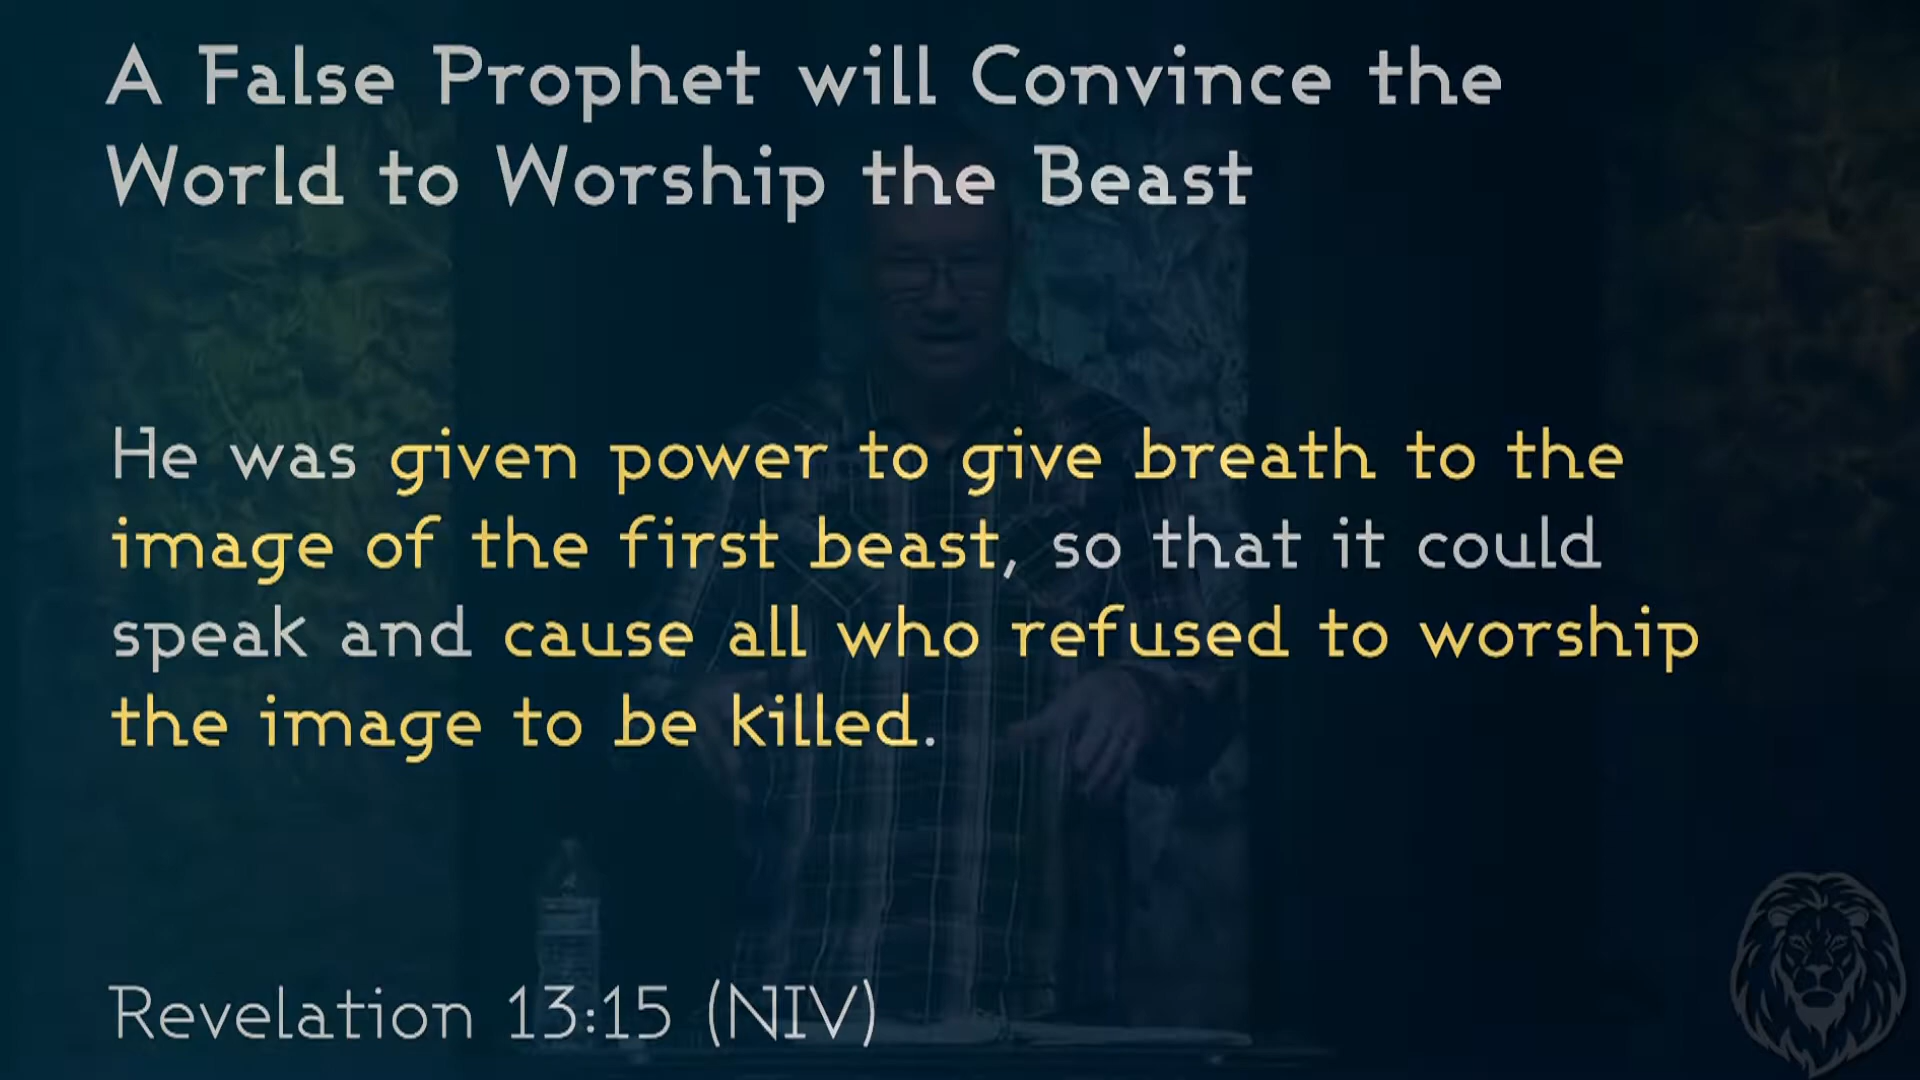 A False Prophet will Convince the
World to Worship the Beast
He was given power to give breath to the
image of the first beast, so that it could
speak and cause all who refused to worship
the image to be killed.
Revelation 13:15 (NIV)